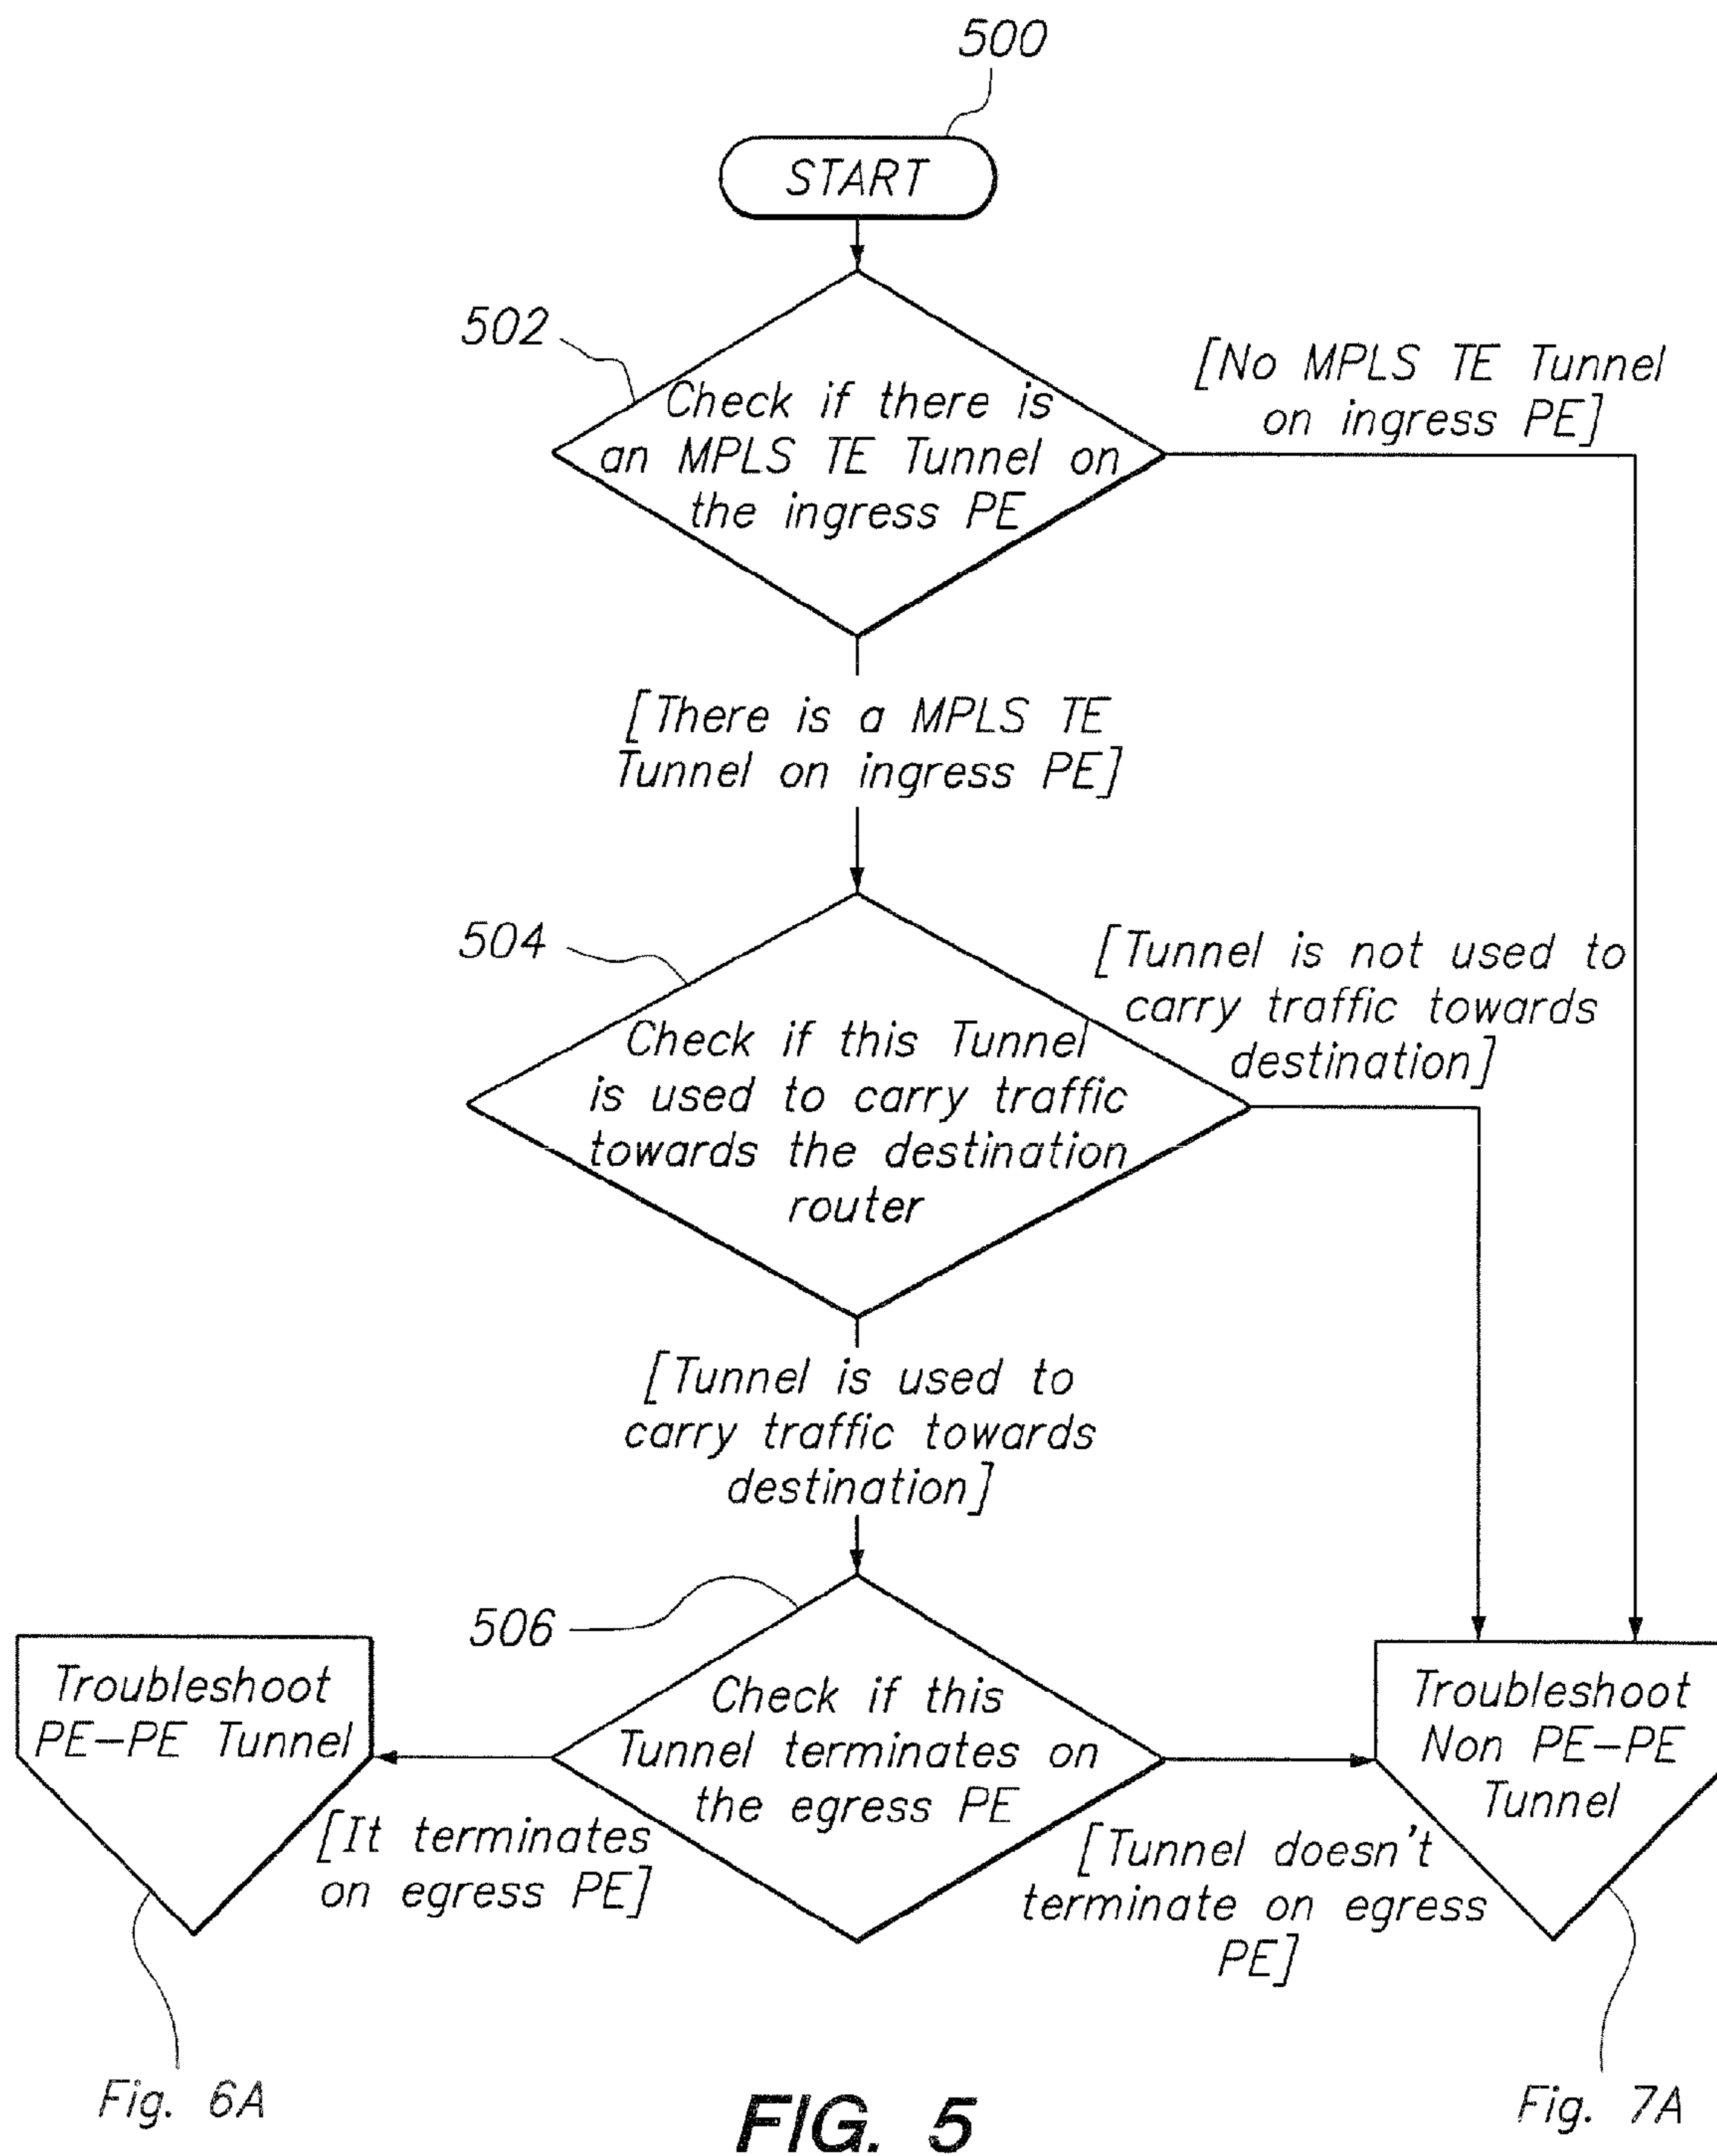 500
START
502
Check if there is
an MPLS TE Tunnel on
the ingress PE
[No MPLS TE Tunnel
on ingress PE]
[There is a MPLS TE
Tunnel on ingress PE]
504
Check if this Tunnel
is used to carry traffic
towards the destination
router
[Tunnel is not used to
carry traffic towards
destination]
[Tunnel is used to
carry traffic towards
destination]
506
Check if this
Tunnel terminates on
the egress PE
Troubleshoot
PE-PE Tunnel
[It terminates
on egress PE]
Troubleshoot
Non PE-PE
Tunnel
[Tunnel doesn't
terminate on egress
PE]
Fig. 6A
FIG. 5
Fig. 7A